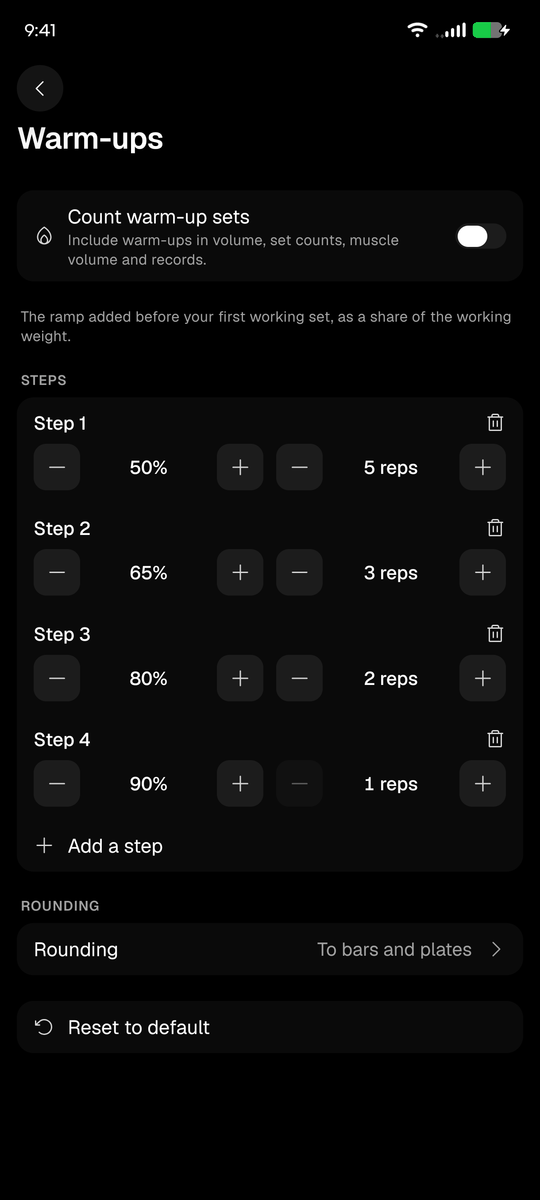 9:41
Warm-ups
Count warm-up sets
Include warm-ups in volume, set counts, muscle
volume and records.
The ramp added before your first working set, as a share of the working
weight.
STEPS
Step 1
50% 5 reps
Step 2
65% 3 reps
Step 3
80% 2 reps
Step 4
90% 1 reps
Add a step
ROUNDING
Rounding To bars and plates
Reset to default